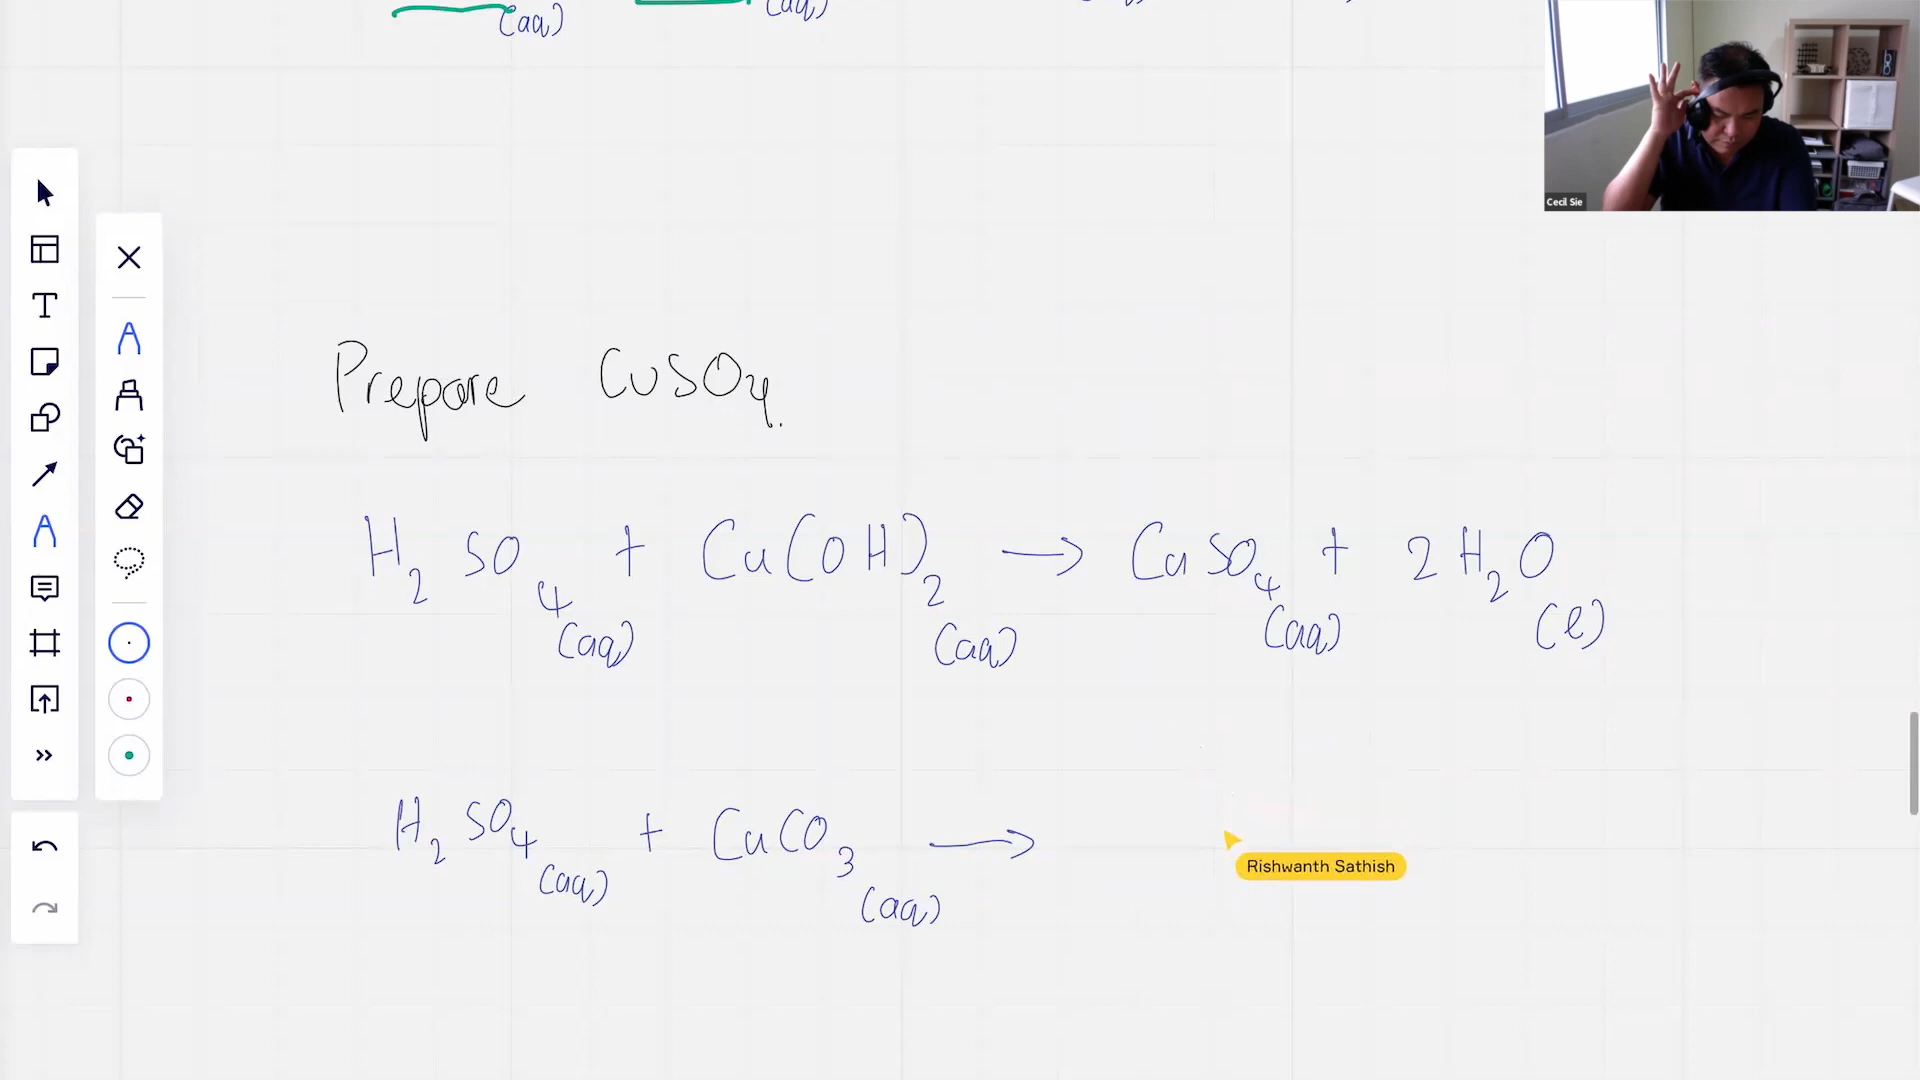 (aq) (aq)
Cecil Sie
Prepare CuSO4.
H2SO4(aq) + Cu(OH)2(aq) → CuSO4(aq) + 2H2O(l)
H2SO4(aq) + CuCO3(aq) →
Rishwanth Sathish